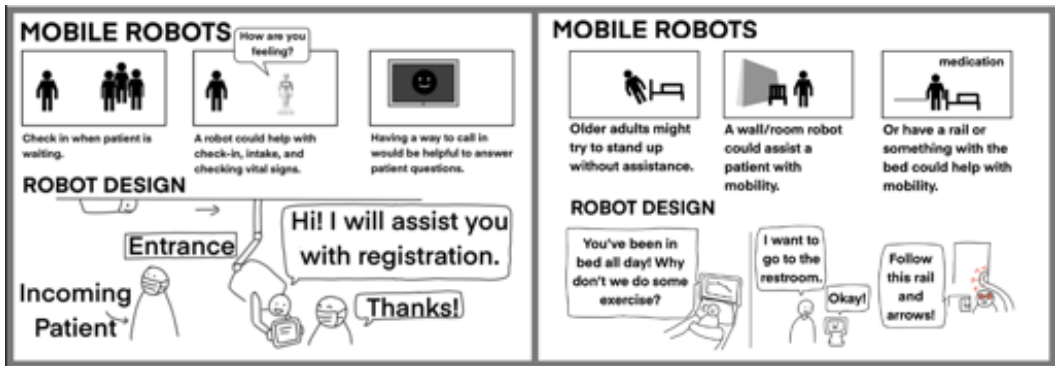 MOBILE ROBOTS
How are you
feeling?
Check in when patient is
waiting.
A robot could help with
check-in, intake, and
checking vital signs.
Having a way to call in
would be helpful to answer
patient questions.
ROBOT DESIGN
Hi! I will assist you
with registration.
Entrance
Incoming
Patient
Thanks!
MOBILE ROBOTS
medication
Older adults might
try to stand up
without assistance.
A wall/room robot
could assist a
patient with
mobility.
Or have a rail or
something with the
bed could help with
mobility.
ROBOT DESIGN
You've been in
bed all day! Why
don't we do some
exercise?
I want to
go to the
restroom.
Okay!
Follow
this rail
and
arrows!